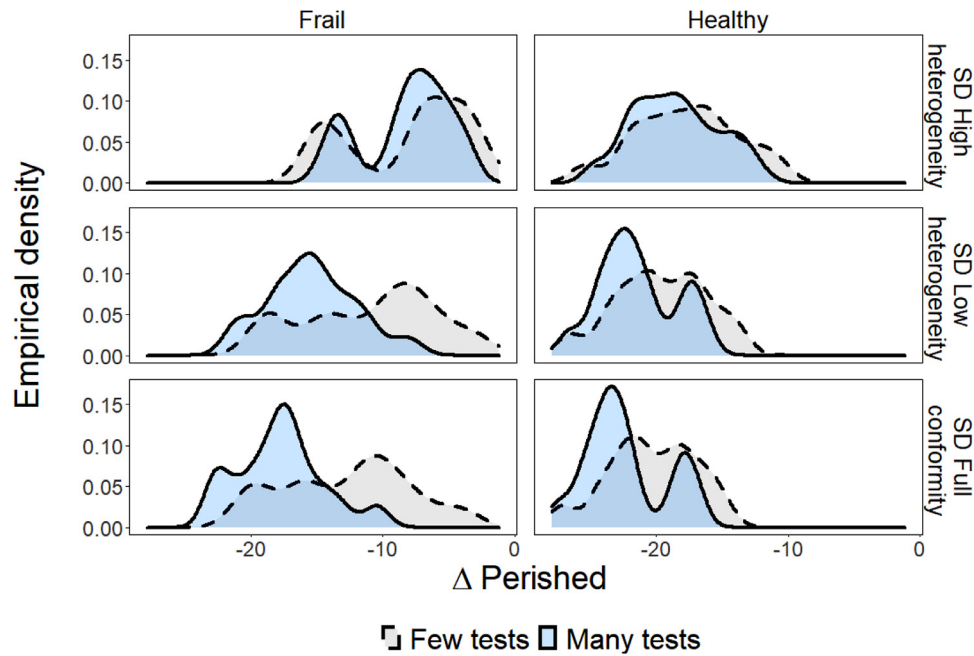 Frail Healthy
Empirical density
0.15
0.10
0.05
0.00
SD High
heterogeneity
0.15
0.10
0.05
0.00
SD Low
heterogeneity
0.15
0.10
0.05
0.00
SD Full
conformity
-20 -10 0 -20 -10 0
Δ Perished
Few tests Many tests